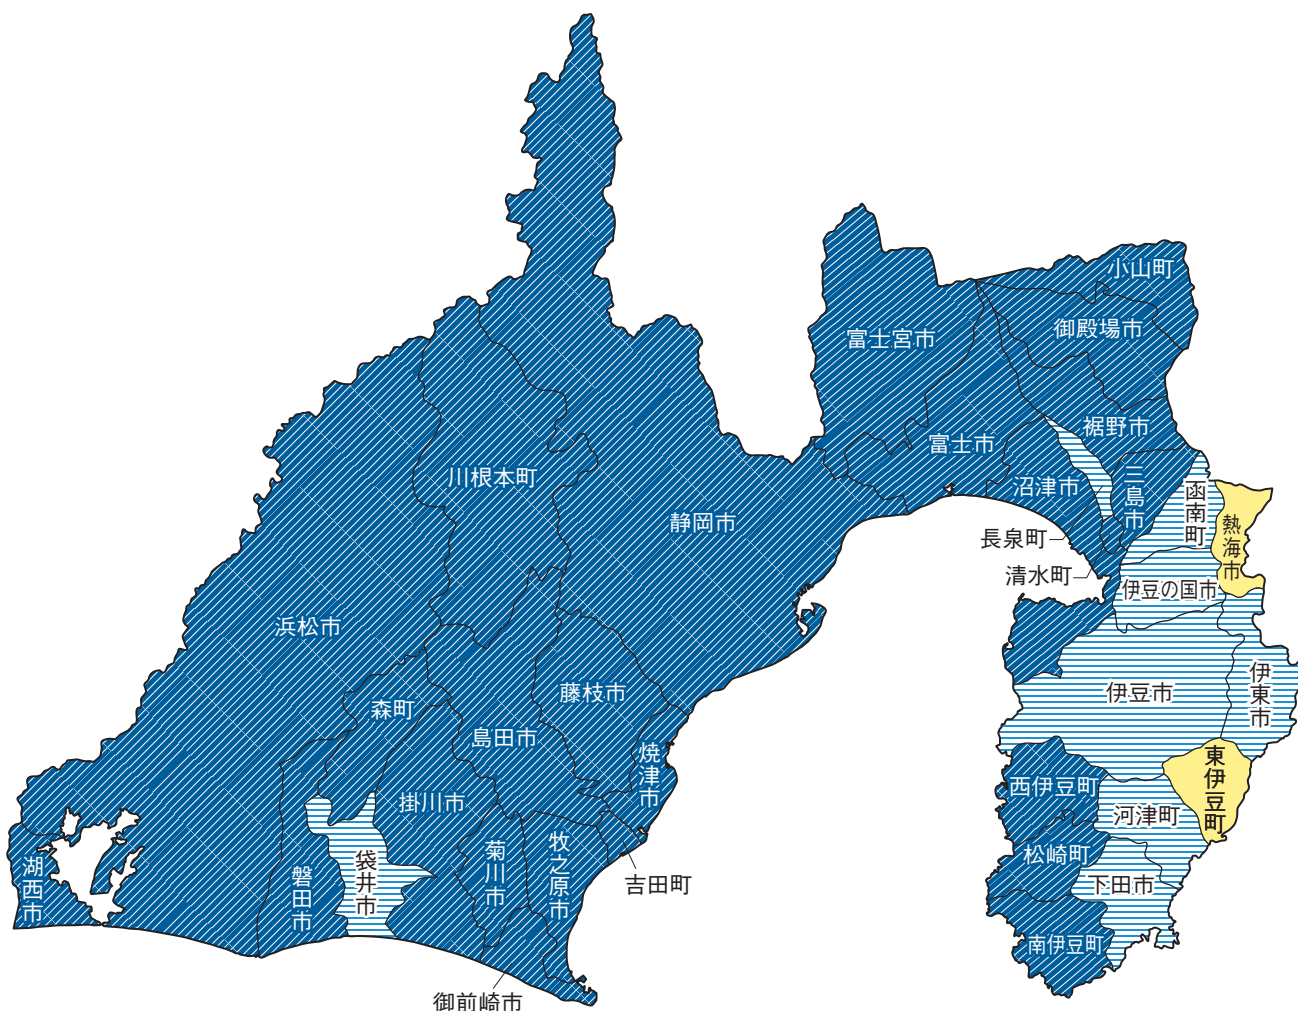 小山町
御殿場市
富士宮市
裾野市
富士市
川根本町
沼津市
三島市
函南町
静岡市
熱海市
長泉町
清水町
伊豆の国市
浜松市
伊豆市
伊東市
藤枝市
森町
島田市
焼津市
東伊豆町
西伊豆町
掛川市
河津町
菊川市
牧之原市
松崎町
湖西市
磐田市
袋井市
吉田町
下田市
南伊豆町
御前崎市